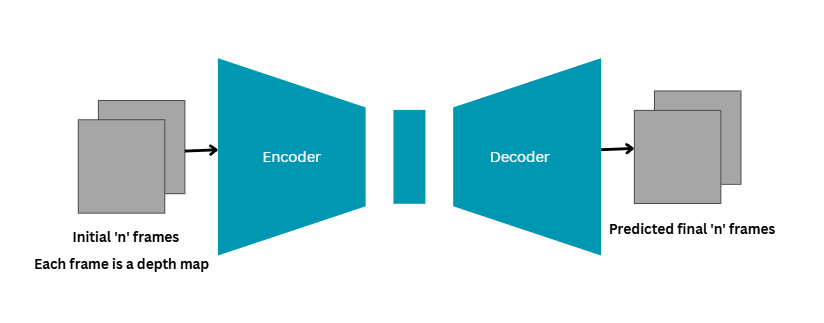 Encoder
Decoder
Initial 'n' frames
Each frame is a depth map
Predicted final 'n' frames